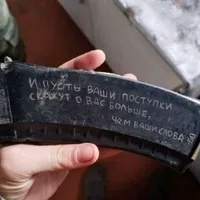 И ПУСТЬ ВАШИ ПОСТУПКИ
СКАЖУТ О ВАС БОЛЬШЕ,
ЧЕМ ВАШИ СЛОВА